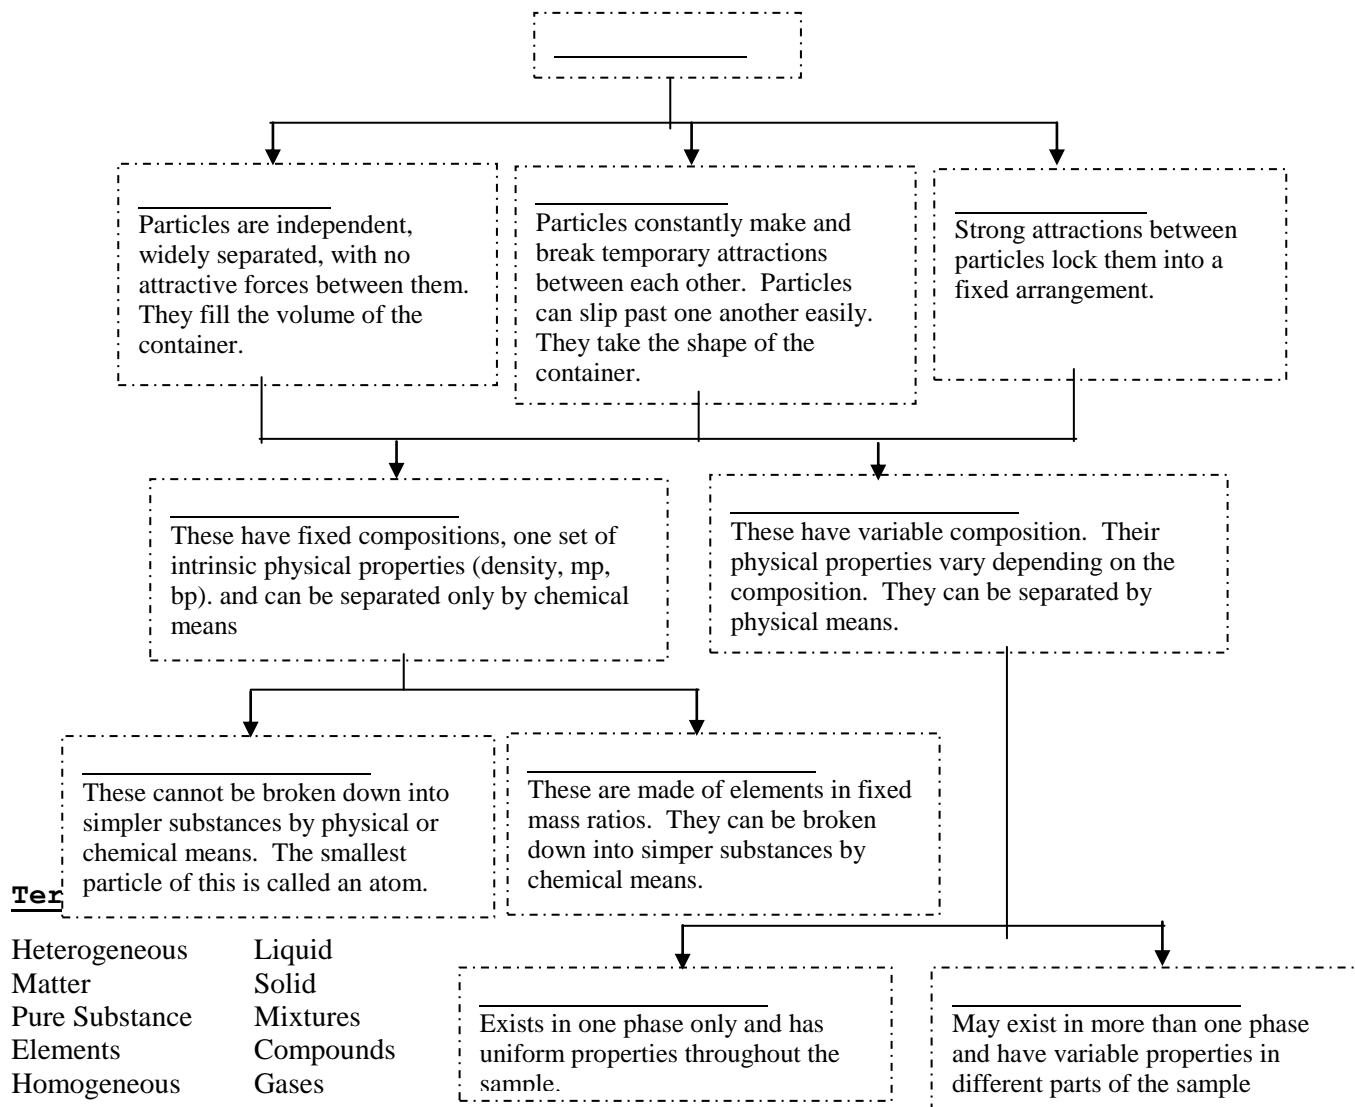 Particles are independent,
widely separated, with no
attractive forces between them.
They fill the volume of the
container.
Particles constantly make and
break temporary attractions
between each other.  Particles
can slip past one another easily.
They take the shape of the
container.
Strong attractions between
particles lock them into a
fixed arrangement.
These have fixed compositions, one set of
intrinsic physical properties (density, mp,
bp). and can be separated only by chemical
means
These have variable composition.  Their
physical properties vary depending on the
composition.  They can be separated by
physical means.
These cannot be broken down into
simpler substances by physical or
chemical means.  The smallest
particle of this is called an atom.
These are made of elements in fixed
mass ratios.  They can be broken
down into simper substances by
chemical means.
Ter
Heterogeneous Liquid
Matter Solid
Pure Substance Mixtures
Elements Compounds
Homogeneous Gases
Exists in one phase only and has
uniform properties throughout the
sample.
May exist in more than one phase
and have variable properties in
different parts of the sample